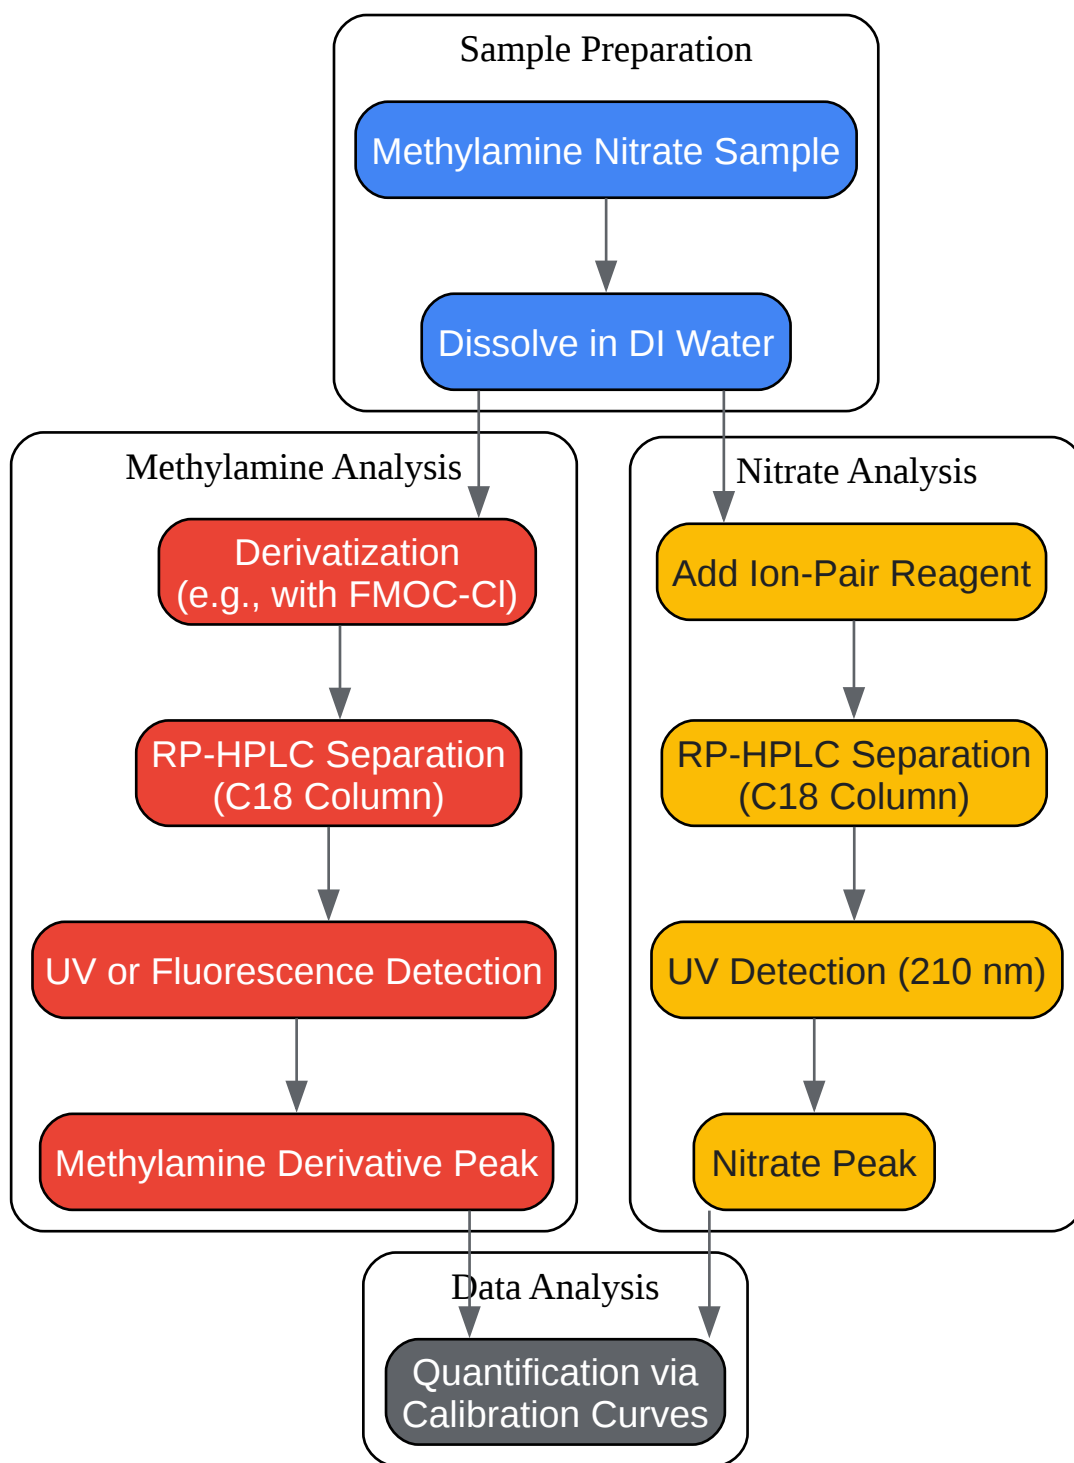 Sample Preparation
Methylamine Nitrate Sample
Dissolve in DI Water
Methylamine Analysis
Derivatization
(e.g., with FMOC-Cl)
RP-HPLC Separation
(C18 Column)
UV or Fluorescence Detection
Methylamine Derivative Peak
Nitrate Analysis
Add Ion-Pair Reagent
RP-HPLC Separation
(C18 Column)
UV Detection (210 nm)
Nitrate Peak
Data Analysis
Quantification via
Calibration Curves